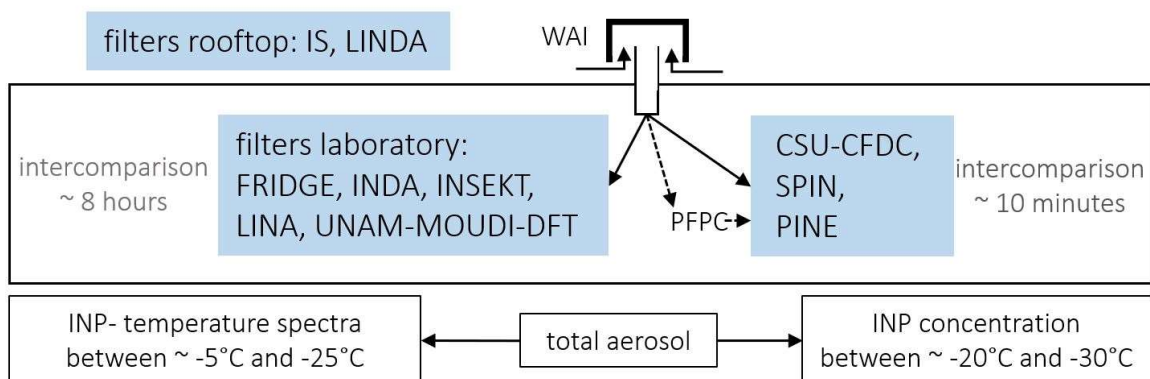 filters rooftop: IS, LINDA
WAI
intercomparison
~ 8 hours
filters laboratory:
FRIDGE, INDA, INSEKT,
LINA, UNAM-MOUDI-DFT
PFPC
CSU-CFDC,
SPIN,
PINE
intercomparison
~ 10 minutes
INP- temperature spectra
between ~ -5°C and -25°C
total aerosol
INP concentration
between ~ -20°C and -30°C